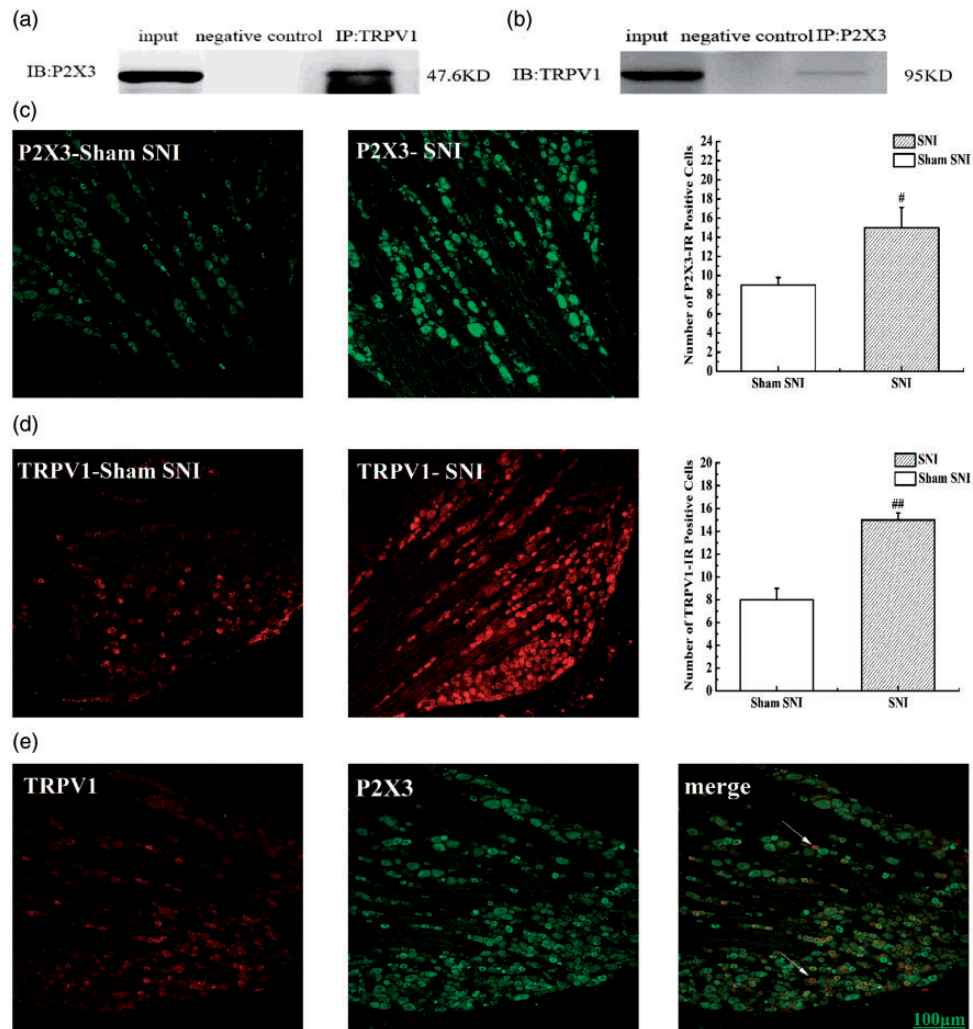 (a)
input negative control IP:TRPV1
IB:P2X3
47.6KD
(b)
input negative control IP:P2X3
IB:TRPV1
95KD
(c)
P2X3-Sham SNI
P2X3- SNI
Number of P2X3-IR Positive Cells
24
22
20
18
16
14
12
10
8
6
4
2
0
SNI
Sham SNI
#
Sham SNI
SNI
(d)
TRPV1-Sham SNI
TRPV1- SNI
Number of TRPV1-IR Positive Cells
20
18
16
14
12
10
8
6
4
2
0
SNI
Sham SNI
##
Sham SNI
SNI
(e)
TRPV1
P2X3
merge
100μm